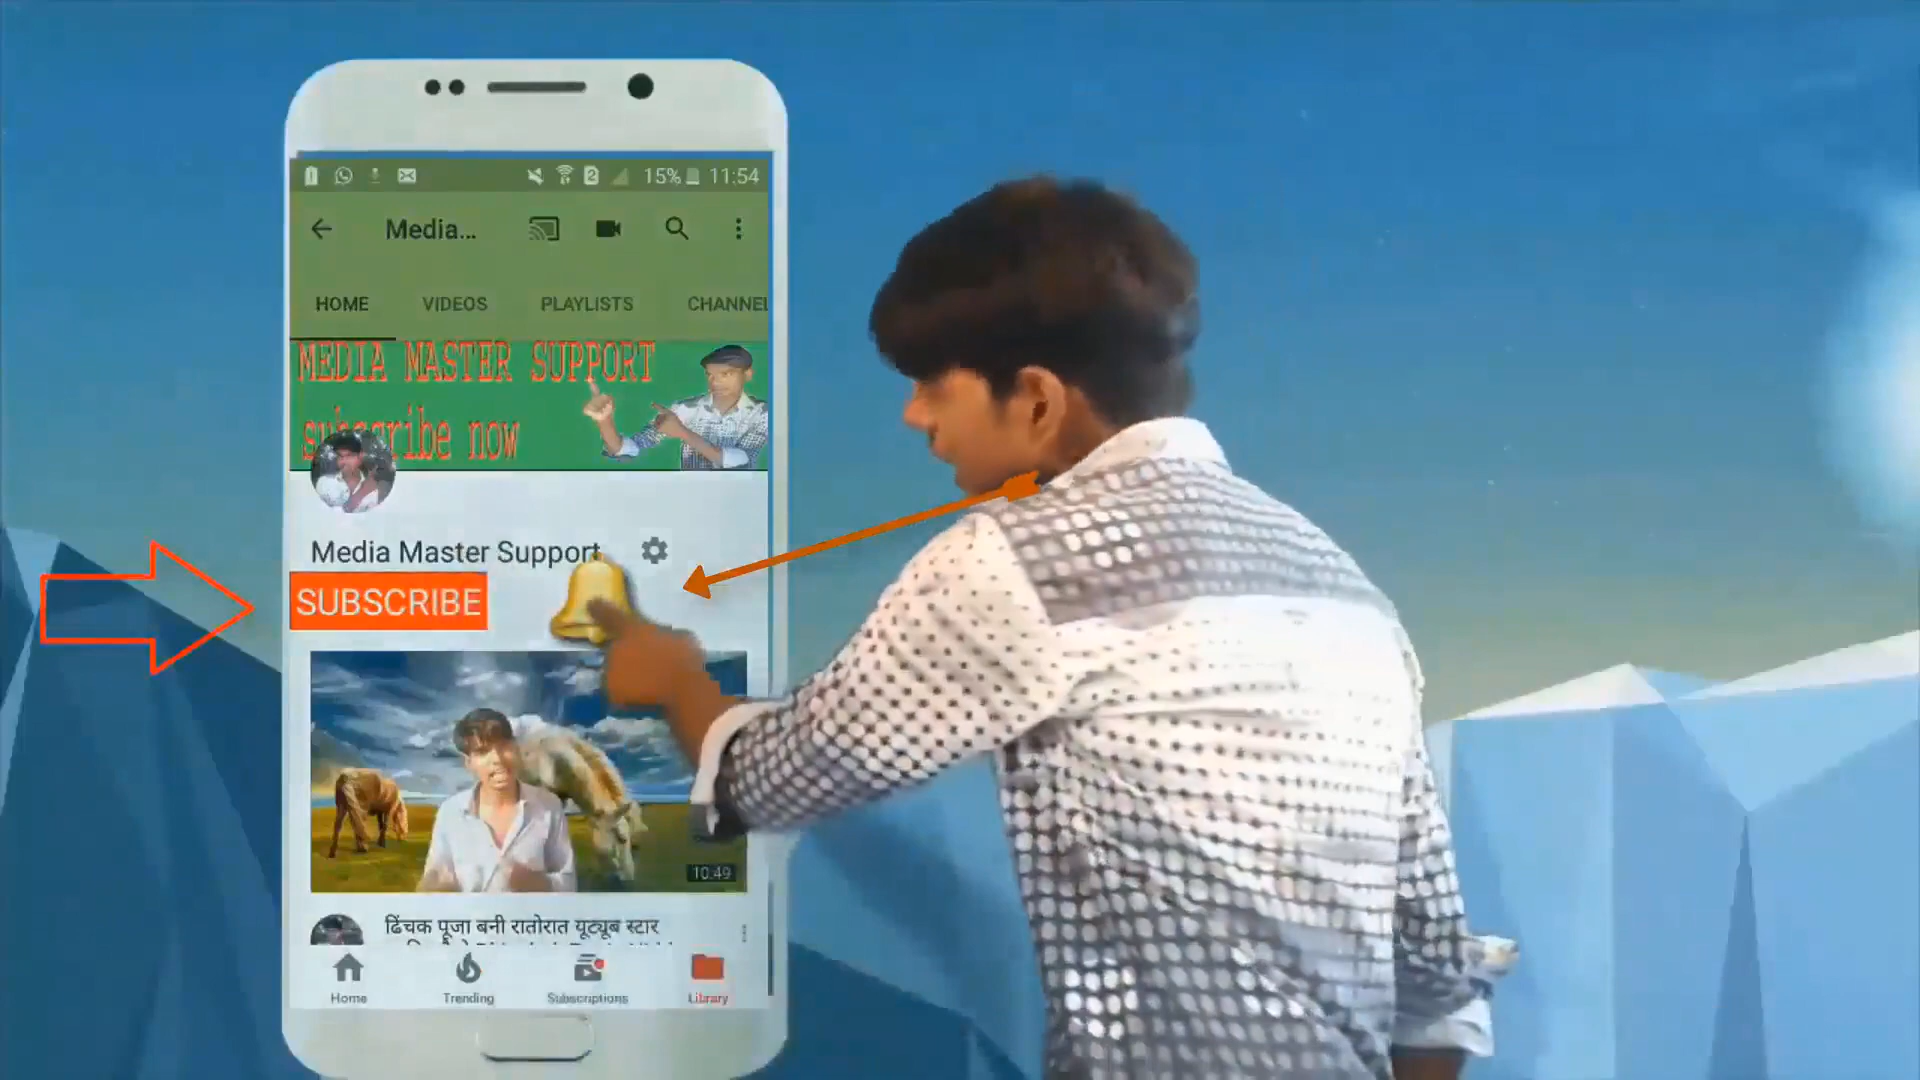 15% 11:54
Media...
HOME VIDEOS PLAYLISTS CHANNEL
MEDIA MASTER SUPPORT
subscribe now
Media Master Support
SUBSCRIBE
10:49
ढिंचक पूजा बनी रातोरात यूट्यूब स्टार
Home Trending Subscriptions Library